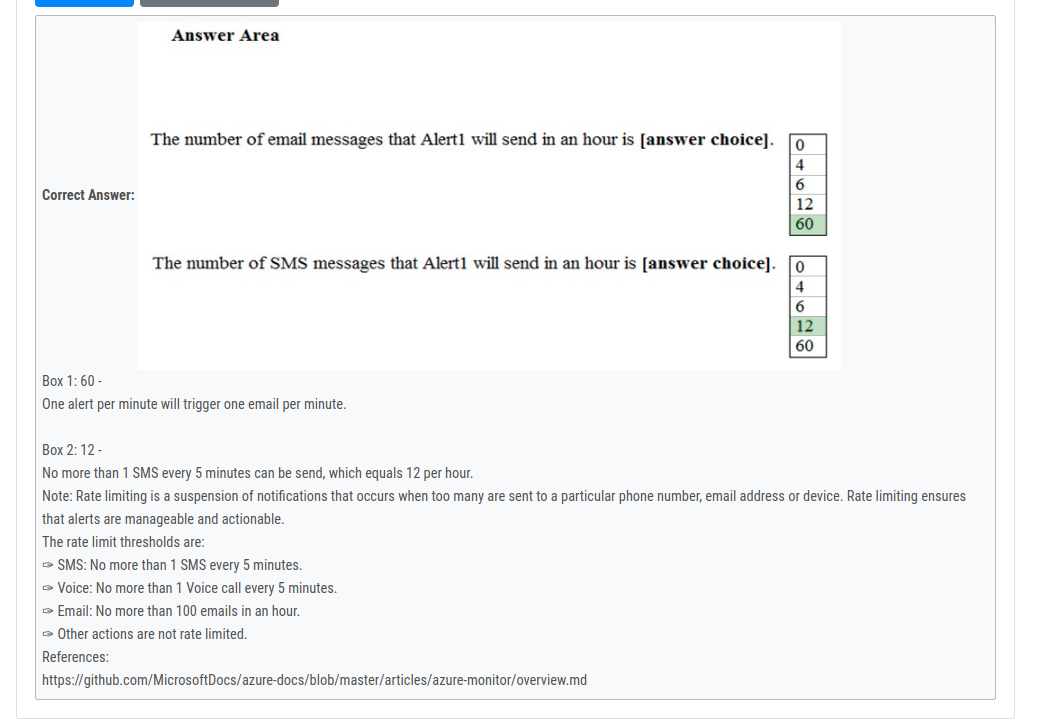 Answer Area
The number of email messages that Alert1 will send in an hour is [answer choice].
0
4
6
12
60
Correct Answer:
The number of SMS messages that Alert1 will send in an hour is [answer choice].
0
4
6
12
60
Box 1: 60 -
One alert per minute will trigger one email per minute.
Box 2: 12 -
No more than 1 SMS every 5 minutes can be send, which equals 12 per hour.
Note: Rate limiting is a suspension of notifications that occurs when too many are sent to a particular phone number, email address or device. Rate limiting ensures
that alerts are manageable and actionable.
The rate limit thresholds are:
✑ SMS: No more than 1 SMS every 5 minutes.
✑ Voice: No more than 1 Voice call every 5 minutes.
✑ Email: No more than 100 emails in an hour.
✑ Other actions are not rate limited.
References:
https://github.com/MicrosoftDocs/azure-docs/blob/master/articles/azure-monitor/overview.md